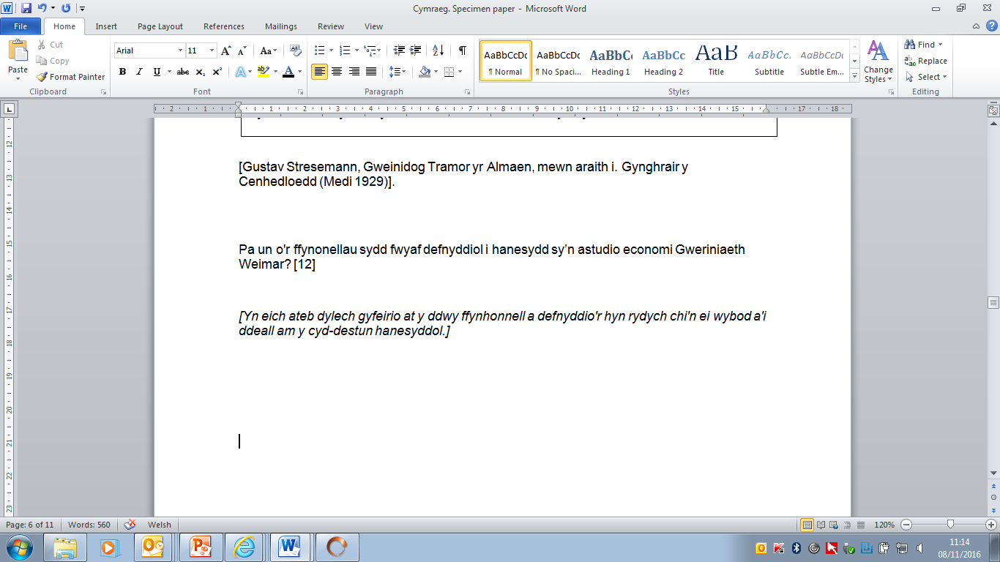 Cymraeg. Specimen paper - Microsoft Word
File Home Insert Page Layout References Mailings Review View
Paste
Cut
Copy
Format Painter
Clipboard
Arial 11
Font
Paragraph
AaBbCcDc AaBbCcDc AaBbCc AaBbCc AaB AaBbCc. AaBbCcDc
¶ Normal ¶ No Spaci... Heading 1 Heading 2 Title Subtitle Subtle Em...
Styles
Change Styles
Find
Replace
Select
Editing
[Gustav Stresemann, Gweinidog Tramor yr Almaen, mewn araith i. Gynghrair y
Cenhedloedd (Medi 1929)].
Pa un o'r ffynonellau sydd fwyaf defnyddiol i hanesydd sy’n astudio economi Gweriniaeth
Weimar? [12]
[Yn eich ateb dylech gyfeirio at y ddwy ffynhonnell a defnyddio'r hyn rydych chi'n ei wybod a'i
ddeall am y cyd-destun hanesyddol.]
Page: 6 of 11 Words: 560 Welsh 120%
11:14
08/11/2016